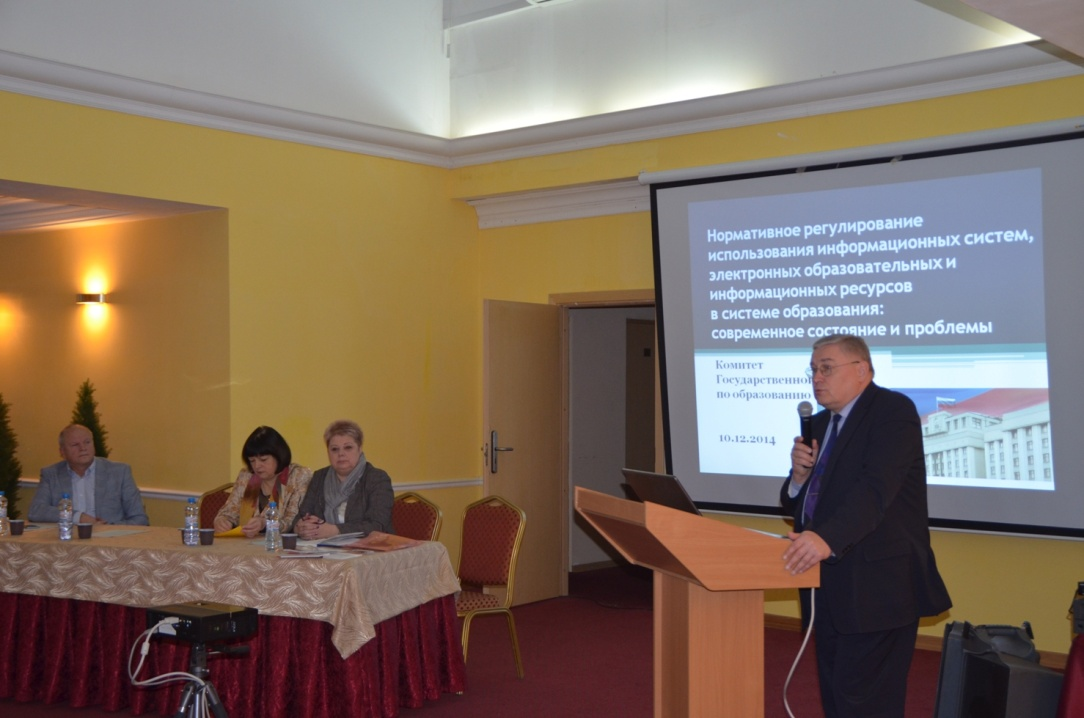 Нормативное регулирование
использования информационных систем,
электронных образовательных и
информационных ресурсов
в системе образования:
современное состояние и проблемы
Комитет
Государственно
по образованию
10.12.2014